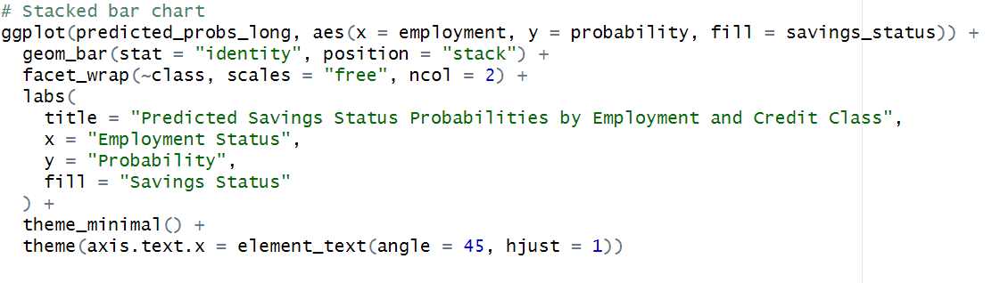 # Stacked bar chart
ggplot(predicted_probs_long, aes(x = employment, y = probability, fill = savings_status)) +
  geom_bar(stat = "identity", position = "stack") +
  facet_wrap(~class, scales = "free", ncol = 2) +
  labs(
    title = "Predicted Savings Status Probabilities by Employment and Credit Class",
    x = "Employment Status",
    y = "Probability",
    fill = "Savings Status"
  ) +
  theme_minimal() +
  theme(axis.text.x = element_text(angle = 45, hjust = 1))